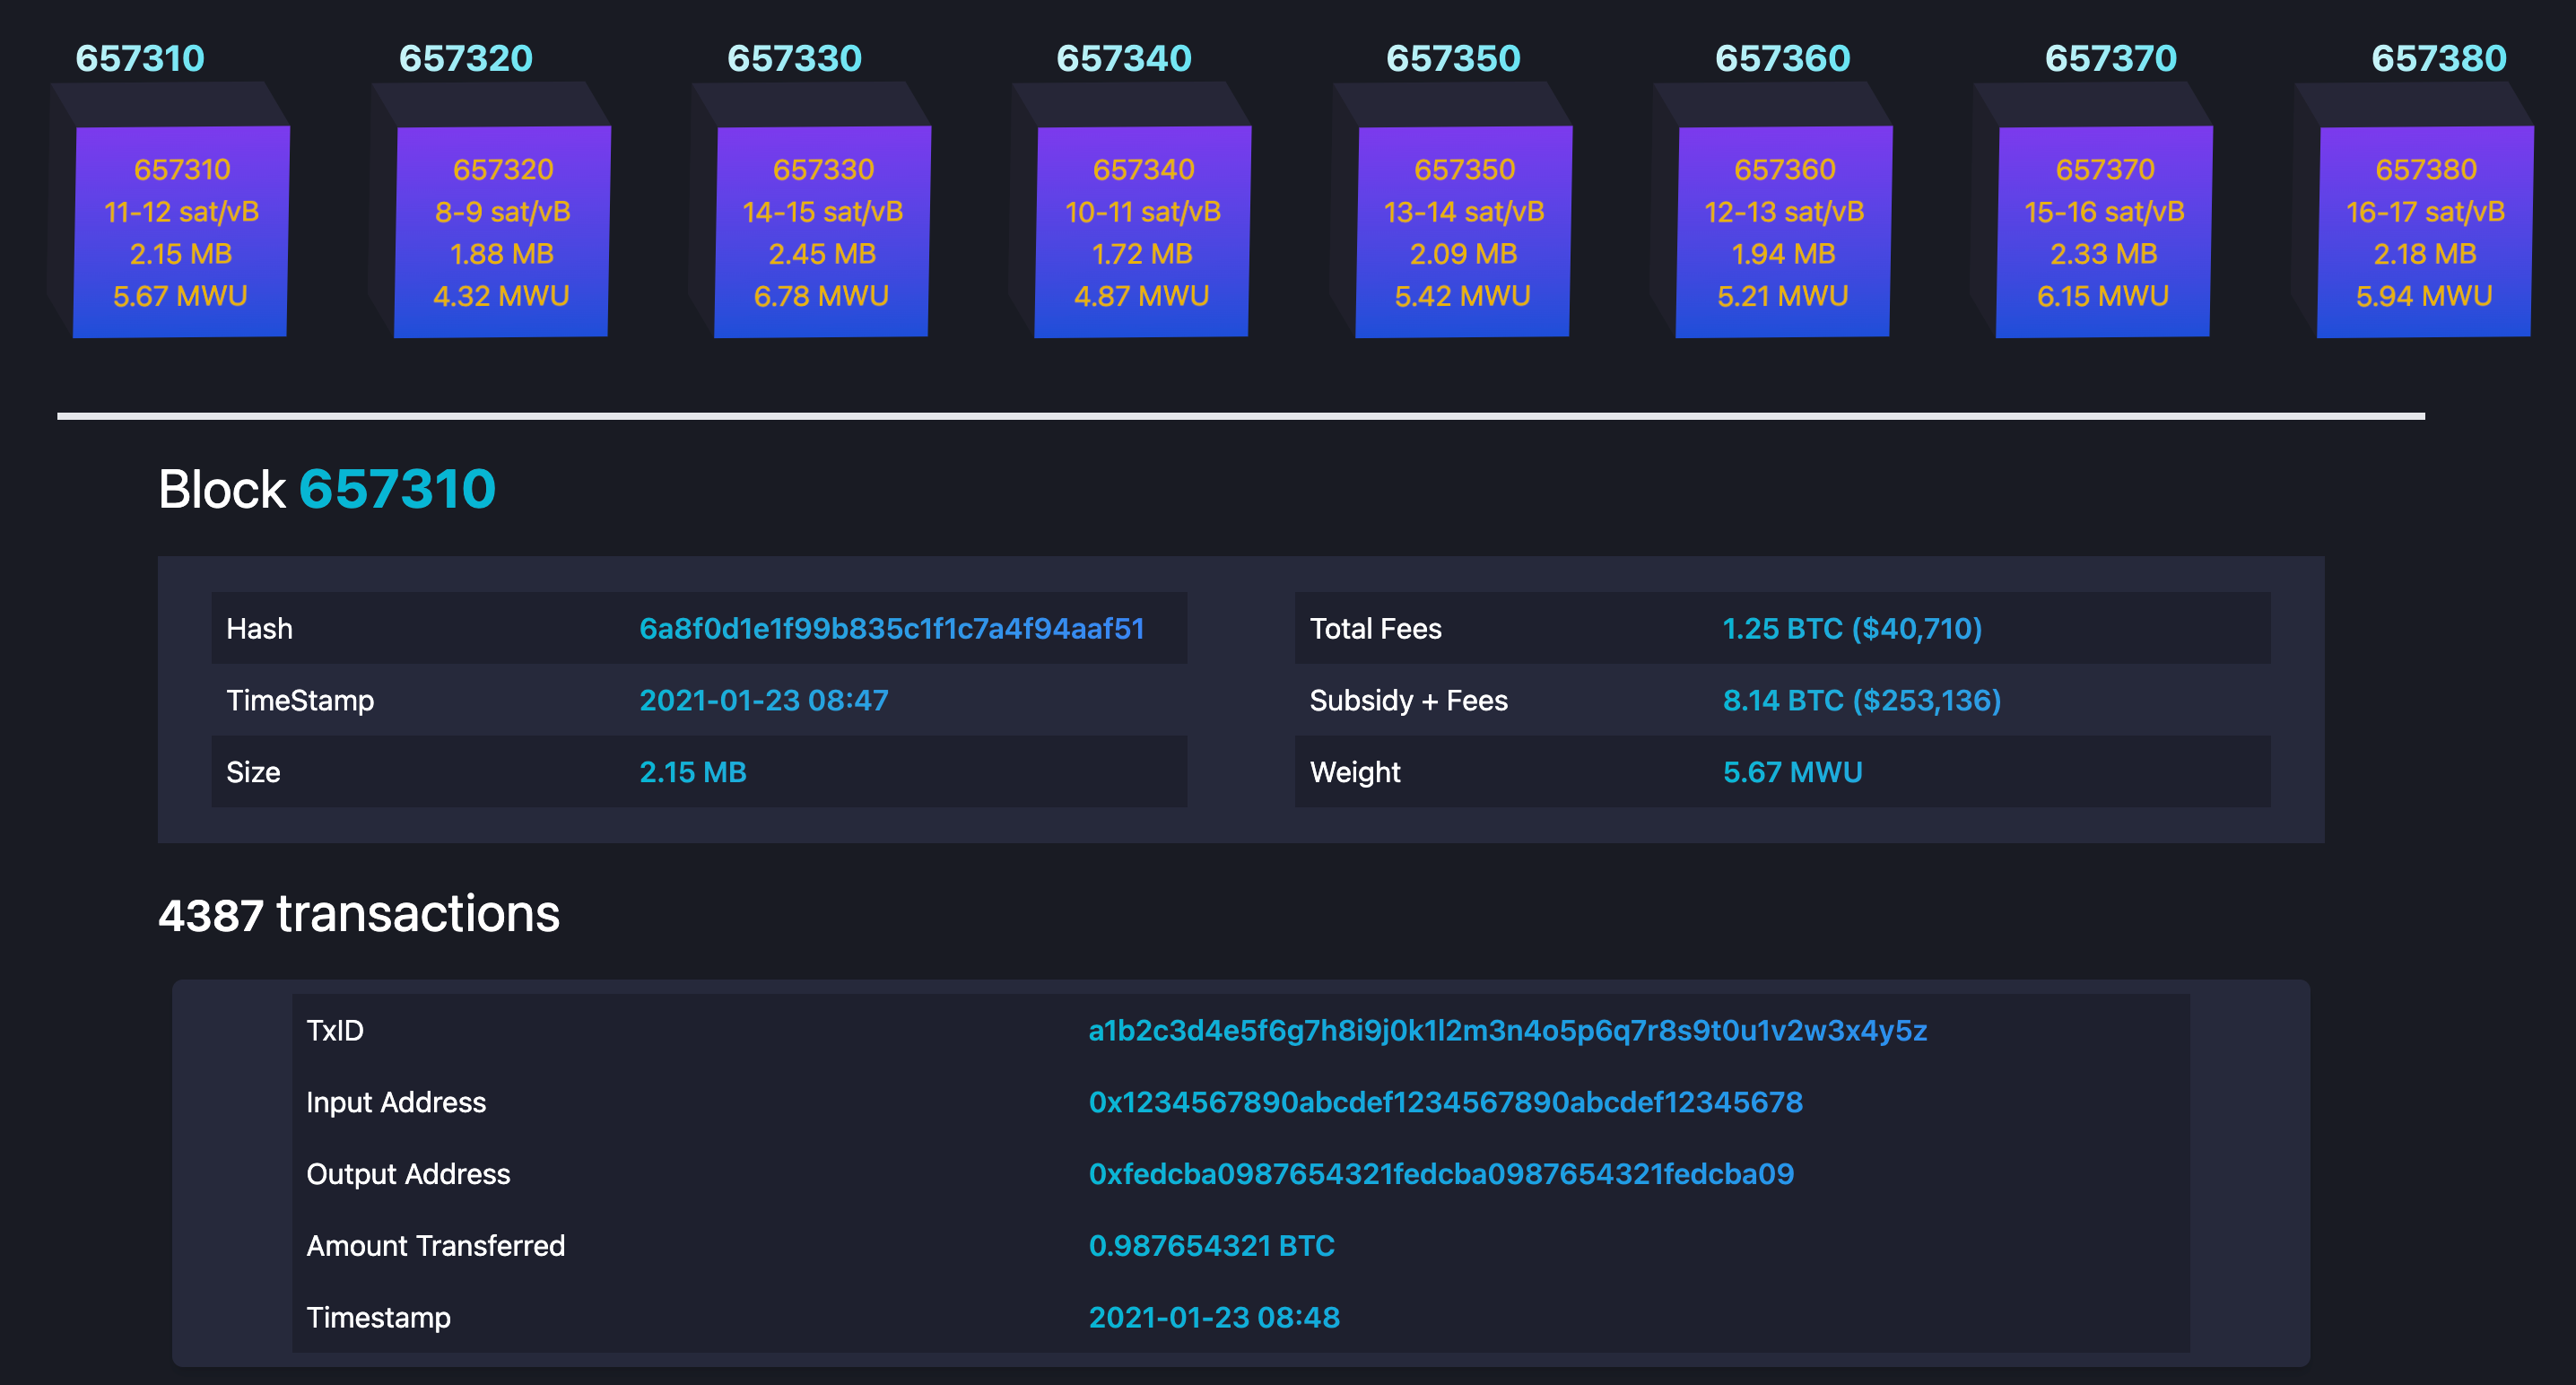 657310 657320 657330 657340 657350 657360 657370 657380
657310 657320 657330 657340 657350 657360 657370 657380
11-12 sat/vB 8-9 sat/vB 14-15 sat/vB 10-11 sat/vB 13-14 sat/vB 12-13 sat/vB 15-16 sat/vB 16-17 sat/vB
2.15 MB 1.88 MB 2.45 MB 1.72 MB 2.09 MB 1.94 MB 2.33 MB 2.18 MB
5.67 MWU 4.32 MWU 6.78 MWU 4.87 MWU 5.42 MWU 5.21 MWU 6.15 MWU 5.94 MWU
Block 657310
Hash 6a8f0d1e1f99b835c1f1c7a4f94aaf51 Total Fees 1.25 BTC ($40,710)
TimeStamp 2021-01-23 08:47 Subsidy + Fees 8.14 BTC ($253,136)
Size 2.15 MB Weight 5.67 MWU
4387 transactions
TxID a1b2c3d4e5f6g7h8i9j0k1l2m3n4o5p6q7r8s9t0u1v2w3x4y5z
Input Address 0x1234567890abcdef1234567890abcdef12345678
Output Address 0xfedcba0987654321fedcba0987654321fedcba09
Amount Transferred 0.987654321 BTC
Timestamp 2021-01-23 08:48